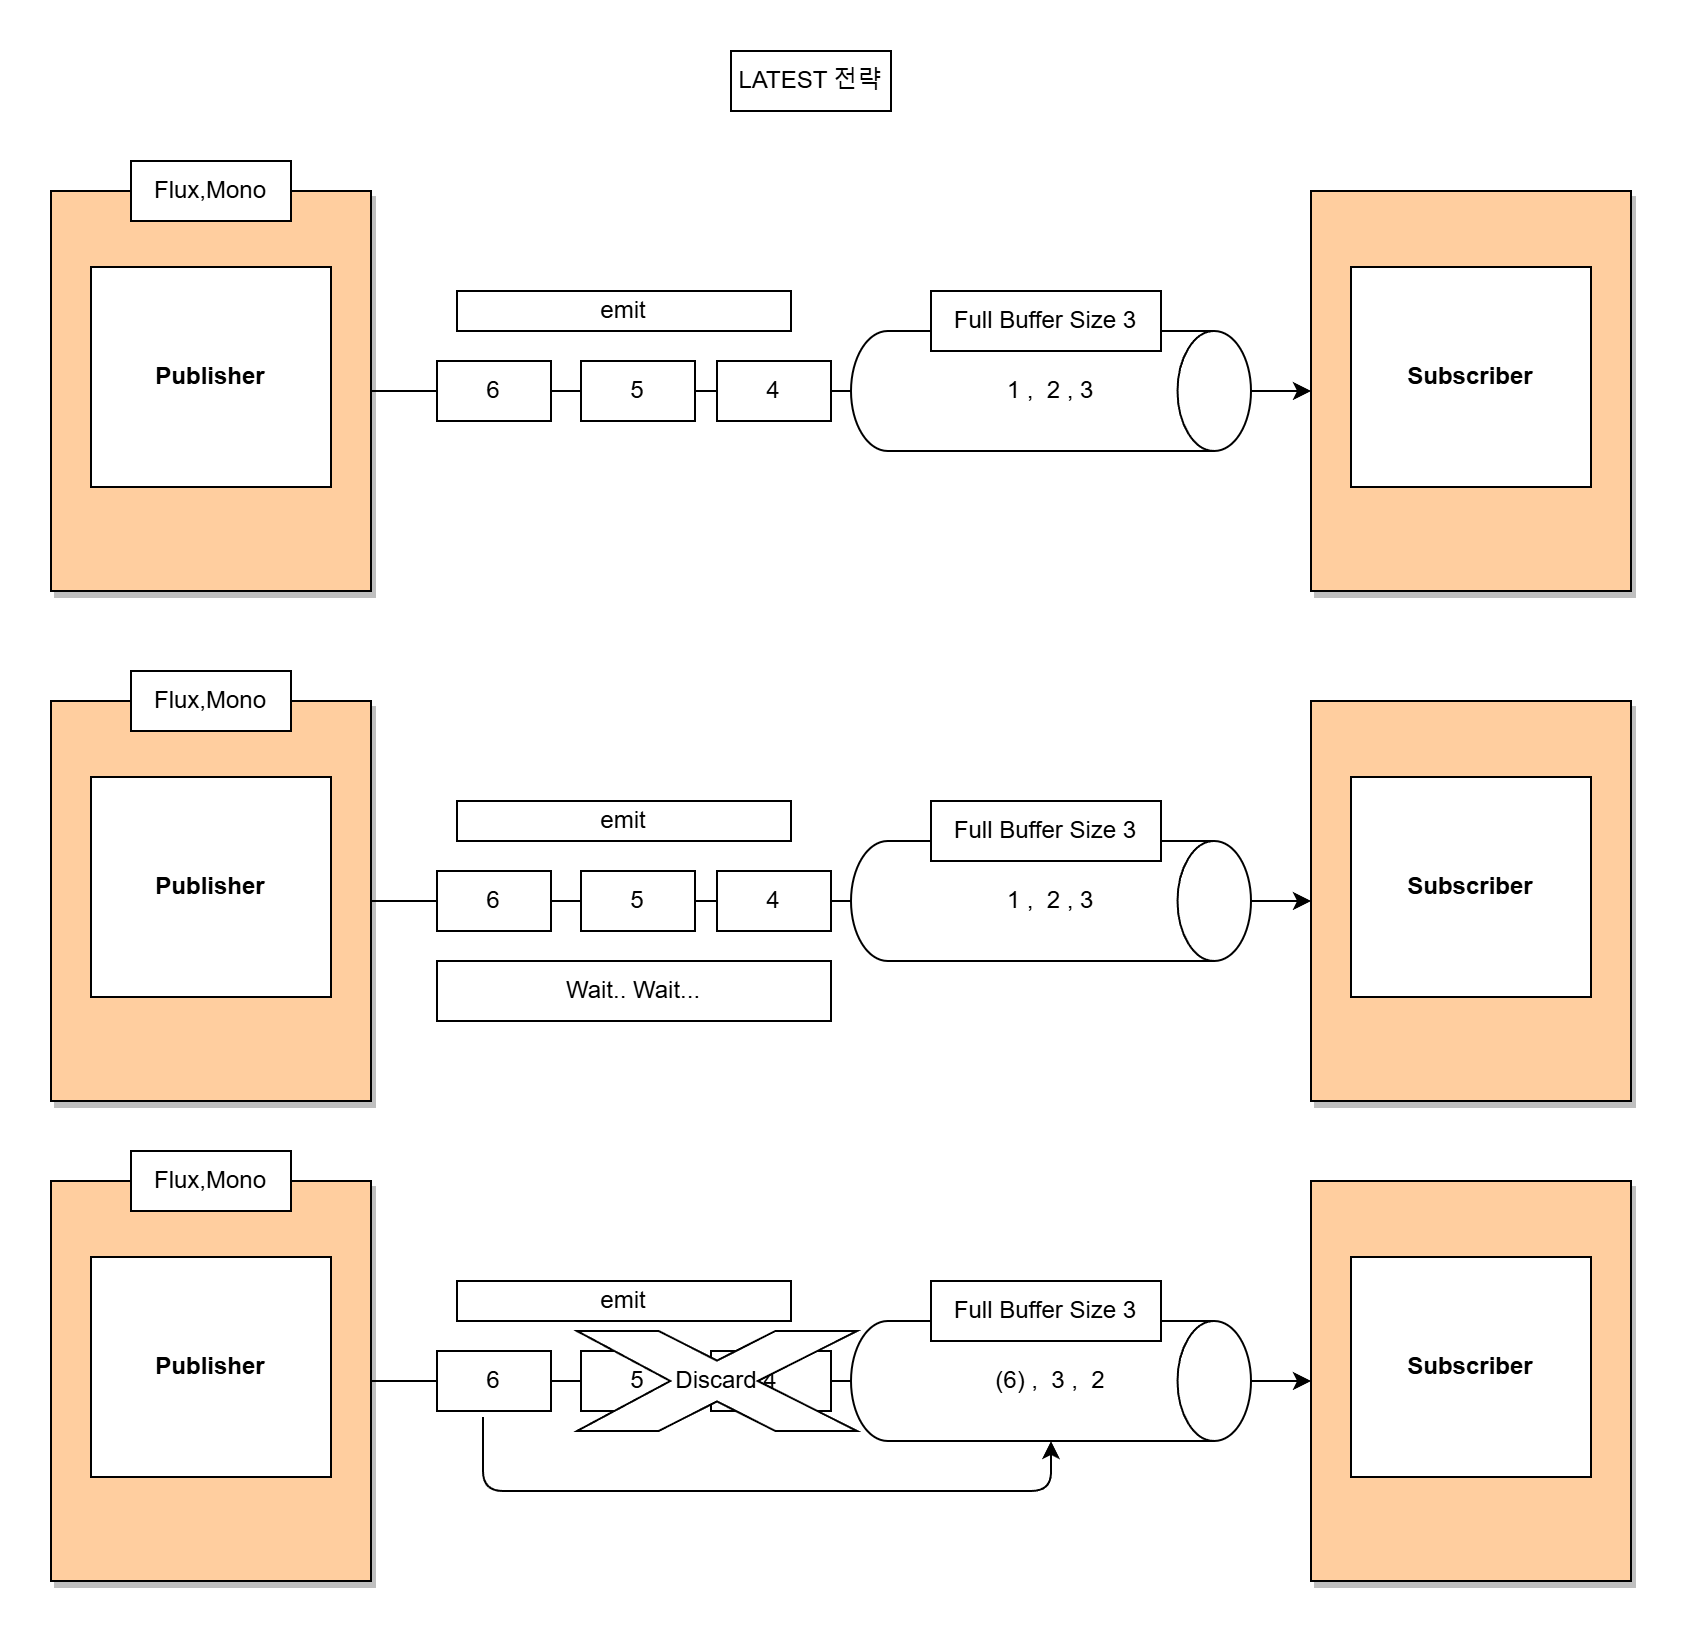 LATEST 전략
Flux,Mono
emit
Full Buffer Size 3
Publisher
6
5
4
1 ,  2 , 3
Subscriber
Flux,Mono
emit
Full Buffer Size 3
Publisher
6
5
4
1 ,  2 , 3
Subscriber
Wait.. Wait...
Flux,Mono
emit
Full Buffer Size 3
Publisher
6
5
Discard
4
(6) ,  3 ,  2
Subscriber